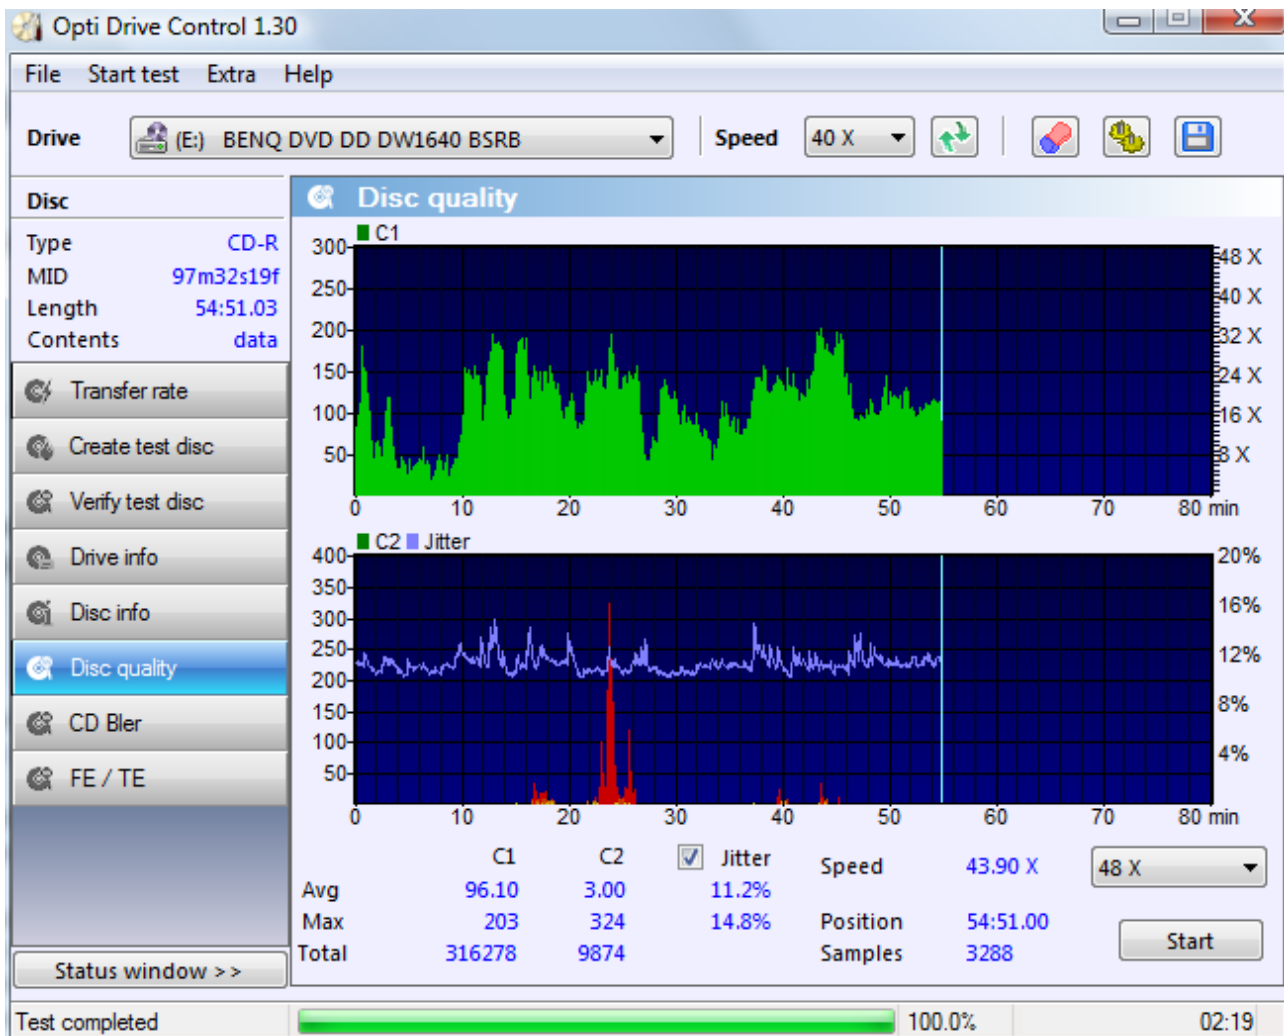 Opti Drive Control 1.30
File Start test Extra Help
Drive (E:) BENQ DVD DD DW1640 BSRB Speed 40 X
Disc
Type CD-R
MID 97m32s19f
Length 54:51.03
Contents data
Transfer rate
Create test disc
Verify test disc
Drive info
Disc info
Disc quality
CD Bler
FE / TE
Status window >>
Disc quality
C1
300 48 X
250 40 X
200 32 X
150 24 X
100 16 X
50 8 X
0 10 20 30 40 50 60 70 80 min
C2 Jitter
400 20%
350
300 16%
250 12%
200
150 8%
100 4%
50
0 10 20 30 40 50 60 70 80 min
C1 C2 Jitter
Avg 96.10 3.00 11.2%
Max 203 324 14.8%
Total 316278 9874
Speed 43.90 X 48 X
Position 54:51.00
Samples 3288
Start
Test completed 100.0% 02:19